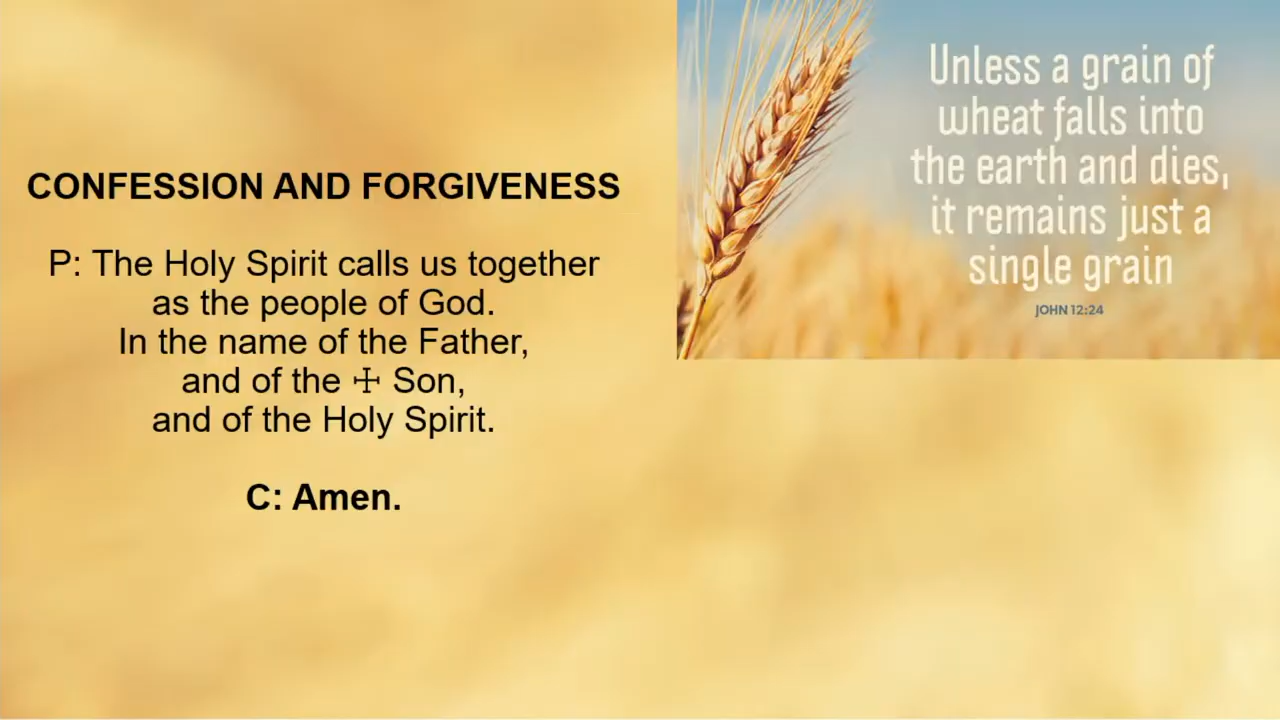 CONFESSION AND FORGIVENESS
P: The Holy Spirit calls us together
as the people of God.
In the name of the Father,
and of the ☩ Son,
and of the Holy Spirit.
C: Amen.
Unless a grain of
wheat falls into
the earth and dies,
it remains just a
single grain
JOHN 12:24